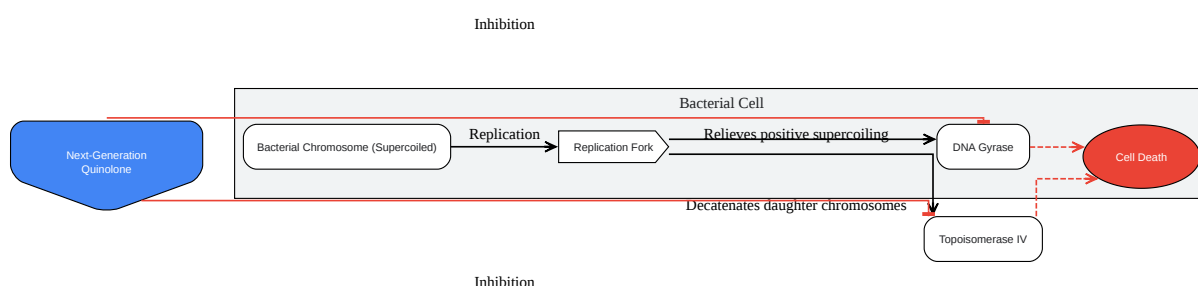 Inhibition
Bacterial Cell
Replication
Relieves positive supercoiling
Bacterial Chromosome (Supercoiled)
Replication Fork
DNA Gyrase
Next-Generation
Quinolone
Cell Death
Decatenates daughter chromosomes
Topoisomerase IV
Inhibition